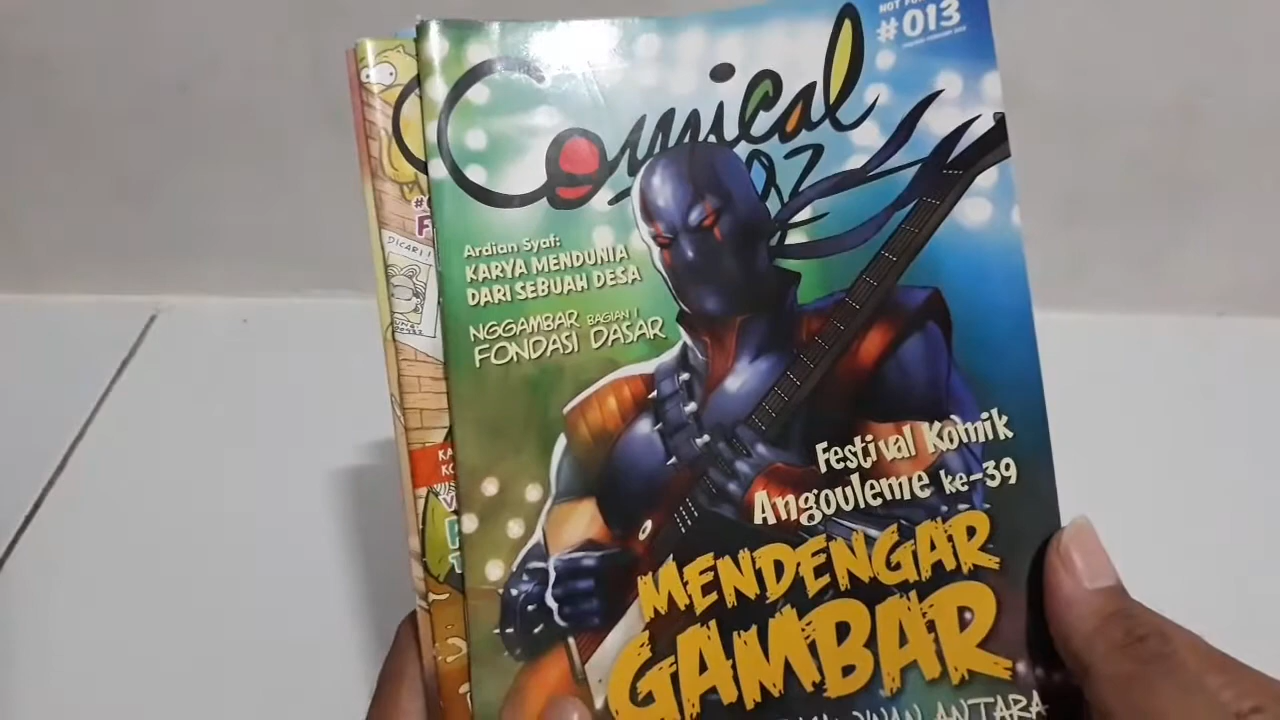 #013
Comical
Ardian Syaf:
KARYA MENDUNIA
DARI SEBUAH DESA
NGGAMBAR BAGIAN I
FONDASI DASAR
Festival Komik
Angouleme ke-39
MENDENGAR
GAMBAR
ANTARA
DICARI!